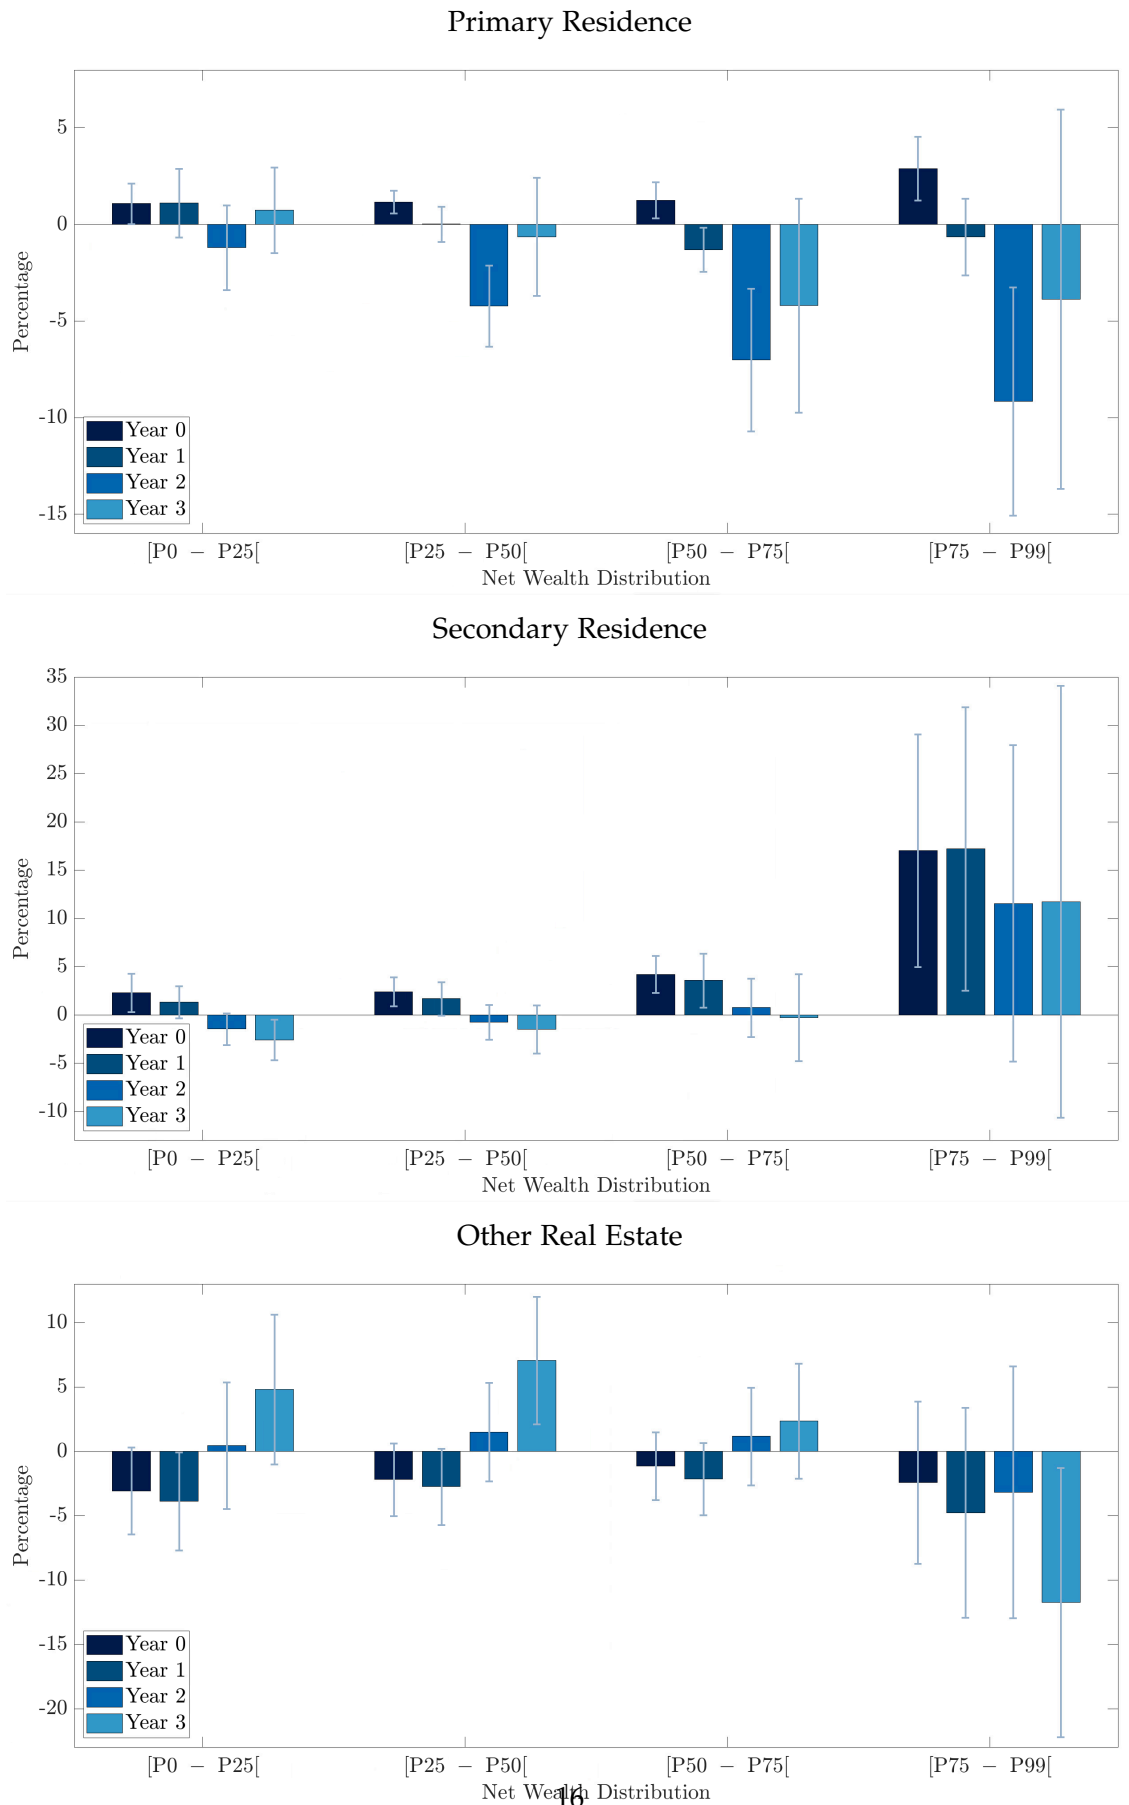 Primary Residence
5
0
-5
-10
-15
Percentage
Year 0
Year 1
Year 2
Year 3
[P0 − P25[ [P25 − P50[ [P50 − P75[ [P75 − P99[
Net Wealth Distribution
Secondary Residence
35
30
25
20
15
10
5
0
-5
-10
Percentage
Year 0
Year 1
Year 2
Year 3
[P0 − P25[ [P25 − P50[ [P50 − P75[ [P75 − P99[
Net Wealth Distribution
Other Real Estate
10
5
0
-5
-10
-15
-20
Percentage
Year 0
Year 1
Year 2
Year 3
[P0 − P25[ [P25 − P50[ [P50 − P75[ [P75 − P99[
Net Wealth Distribution
16